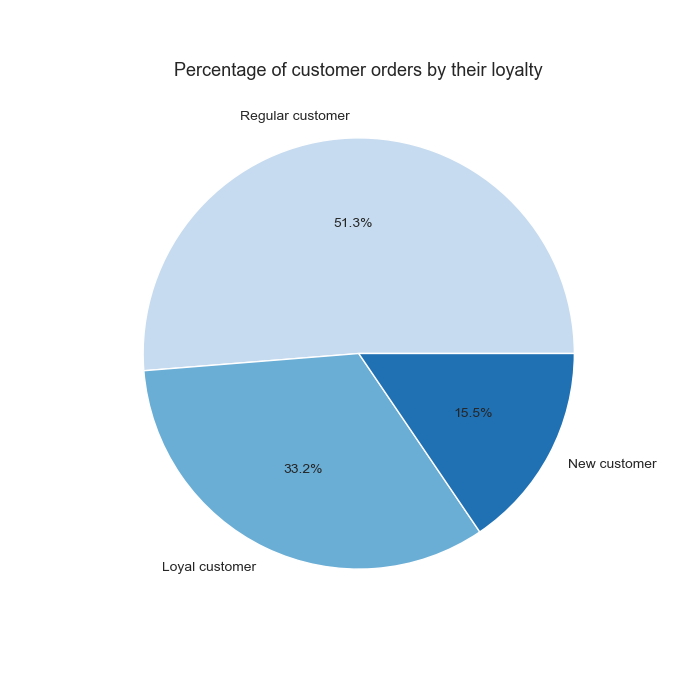 Percentage of customer orders by their loyalty
Regular customer
51.3%
15.5%
New customer
33.2%
Loyal customer